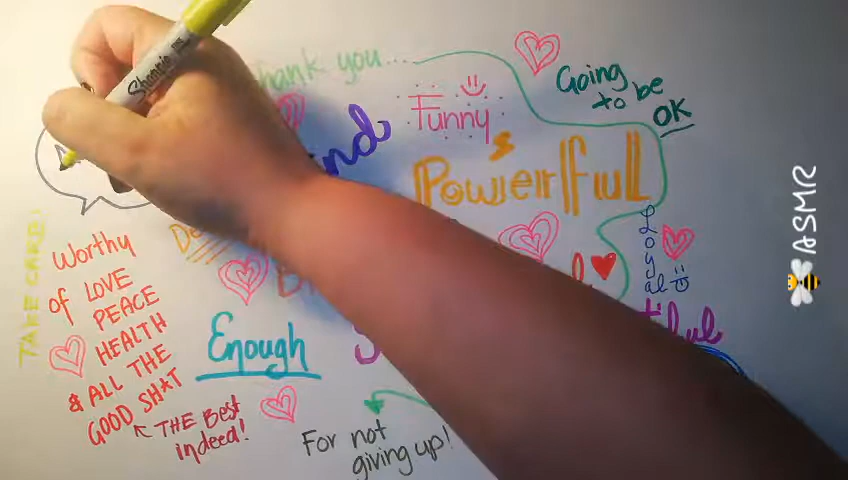 Sharpie
Thank you....
Funny
Going
to be
OK
Powerful
Loyal
ASMR
TAKE CARE!
Worthy
of LOVE
PEACE
HEALTH
& ALL THE
GOOD SH*T
THE BEST
indeed!
Enough
For not
giving up!